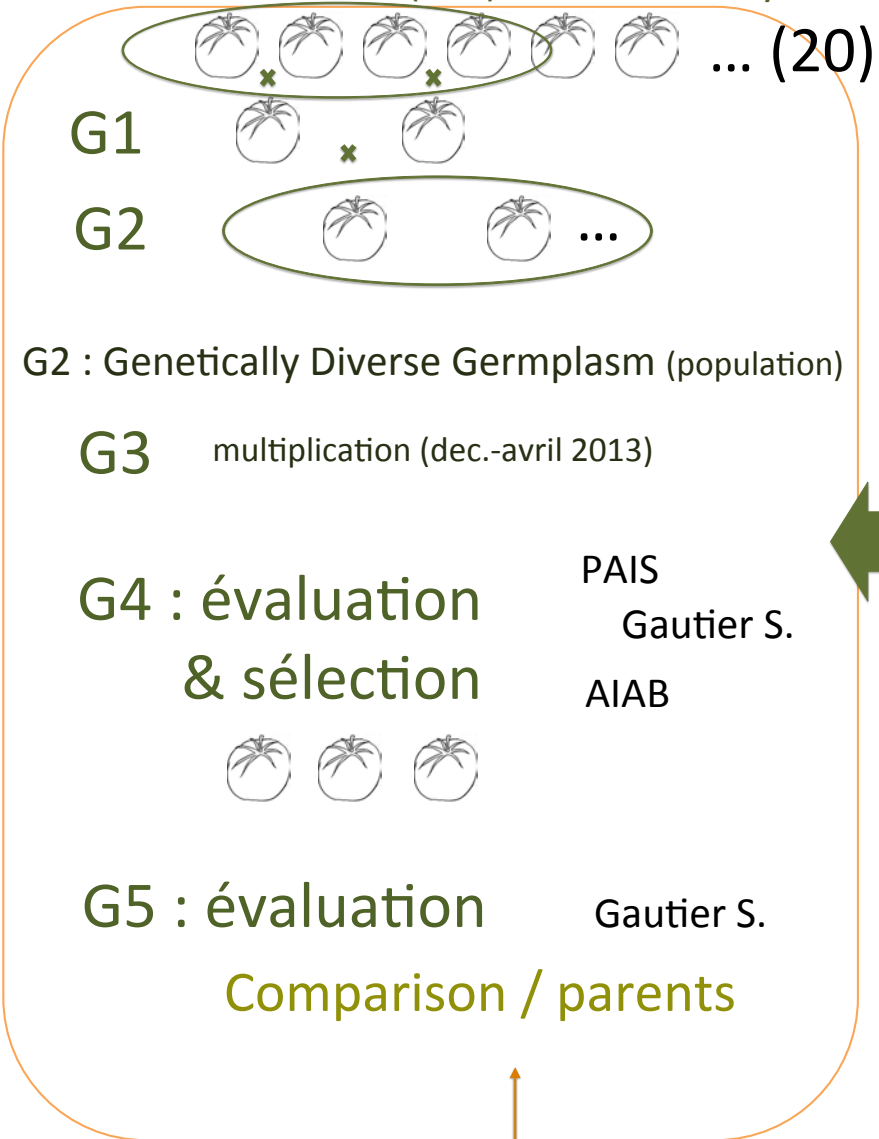 ... (20)
G1
G2 ...
G2 : Genetically Diverse Germplasm (population)
G3 multiplication (dec.-avril 2013)
G4 : évaluation
& sélection
PAIS
Gautier S.
AIAB
G5 : évaluation Gautier S.
Comparison / parents